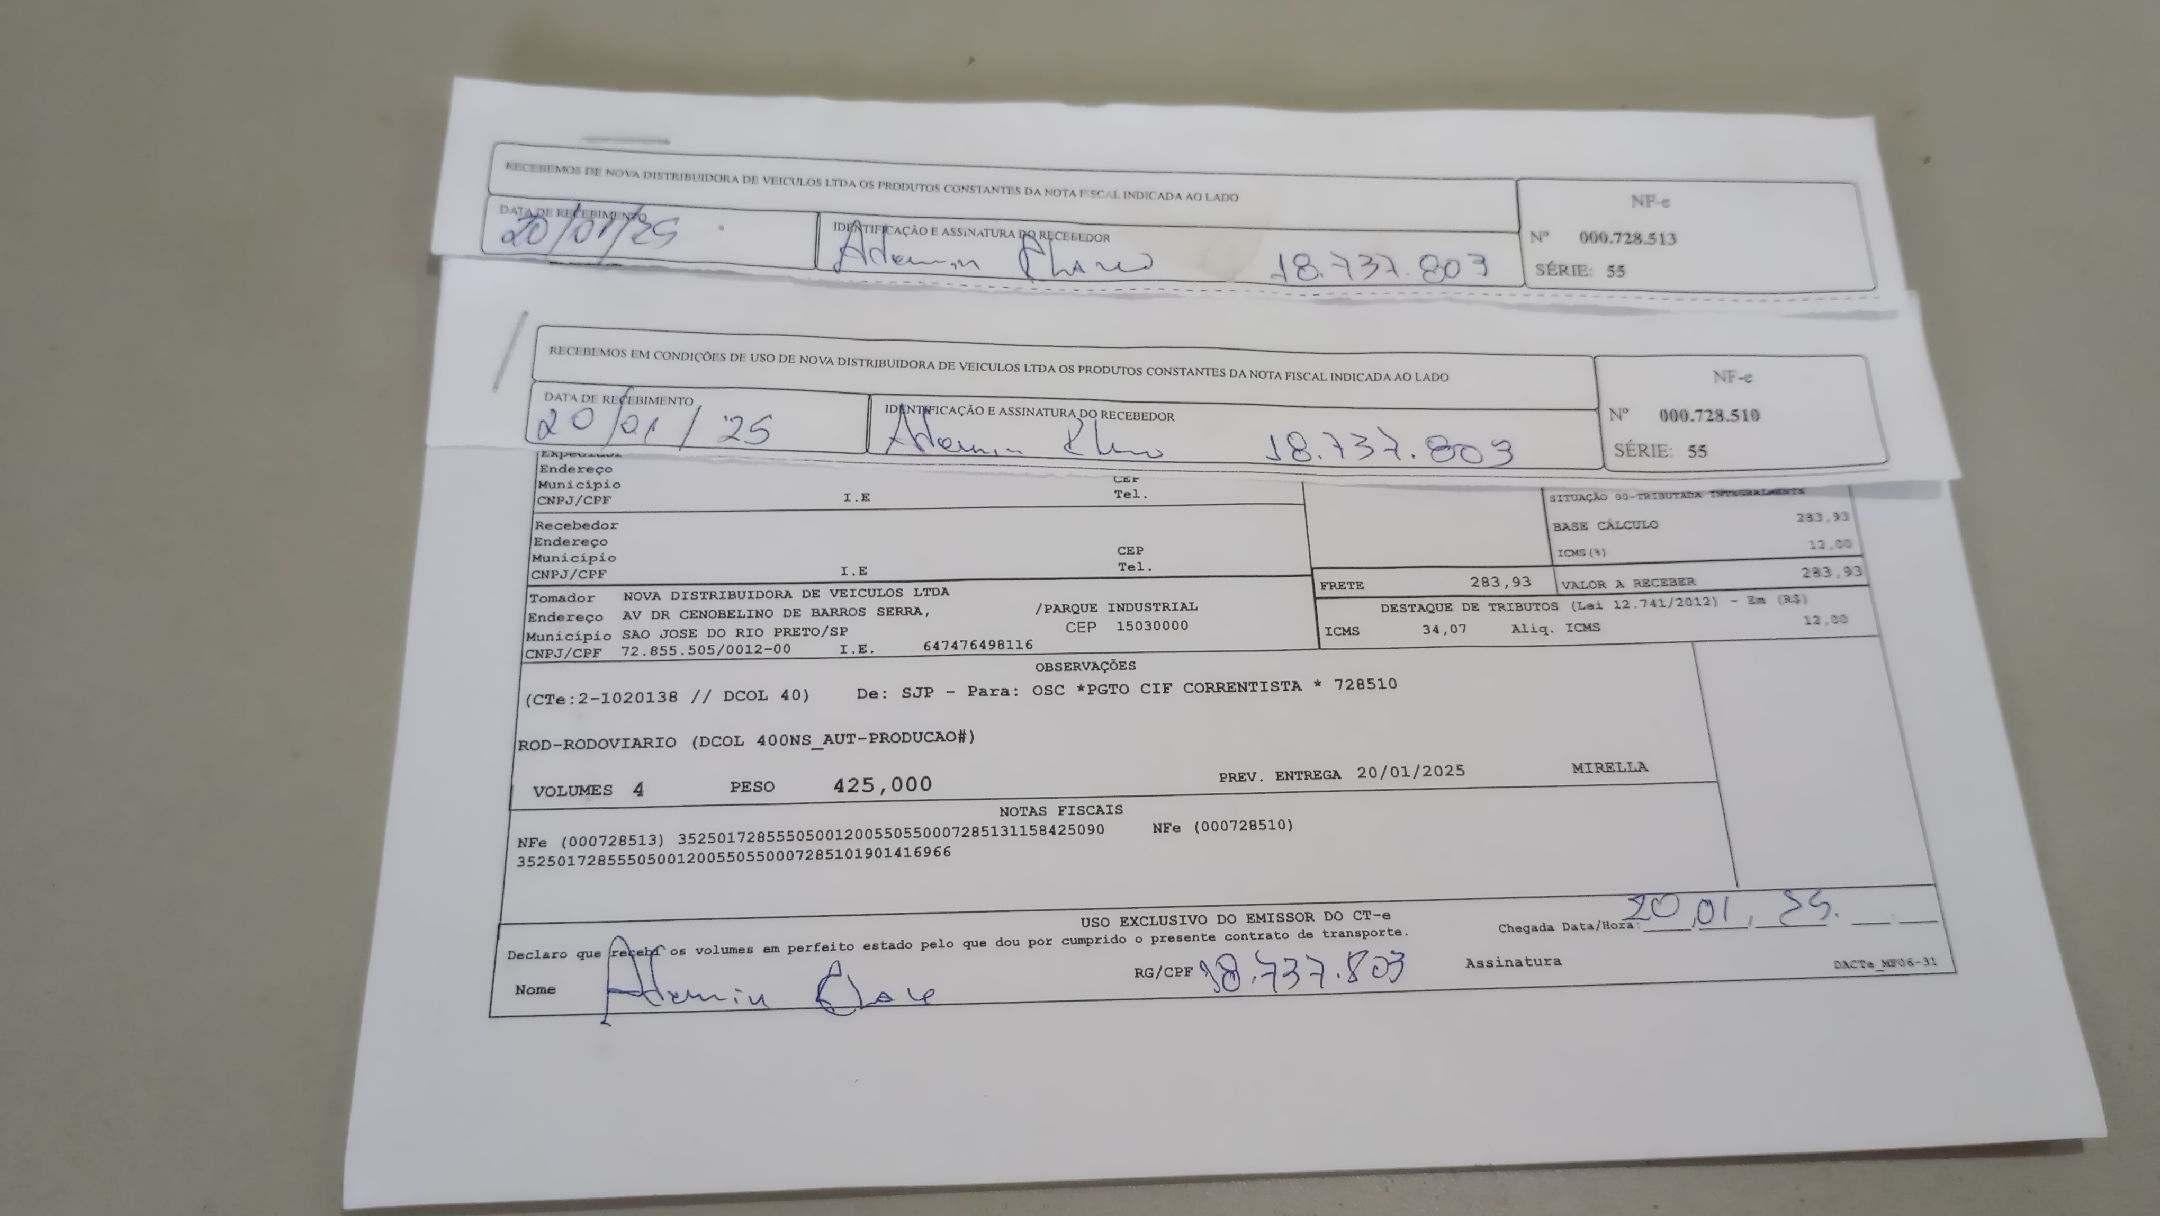 RECEBEMOS DE NOVA DISTRIBUIDORA DE VEICULOS LTDA OS PRODUTOS CONSTANTES DA NOTA FISCAL INDICADA AO LADO
NF-e
DATA DE RECEBIMENTO
IDENTIFICAÇÃO E ASSINATURA DO RECEBEDOR
Nº 000.728.513
20/01/25
18.737.803
SÉRIE: 55
RECEBEMOS EM CONDIÇÕES DE USO DE NOVA DISTRIBUIDORA DE VEICULOS LTDA OS PRODUTOS CONSTANTES DA NOTA FISCAL INDICADA AO LADO
NF-e
DATA DE RECEBIMENTO
IDENTIFICAÇÃO E ASSINATURA DO RECEBEDOR
Nº 000.728.510
20/01/25
18.737.803
SÉRIE: 55
Endereço
Município CEP
CNPJ/CPF I.E Tel.
SITUAÇÃO 00-TRIBUTADA INTEGRALMENTE
BASE CÁLCULO 283,93
ICMS(%) 12,00
Recebedor
Endereço
Município CEP
CNPJ/CPF I.E Tel.
FRETE 283,93 VALOR A RECEBER 283,93
Tomador NOVA DISTRIBUIDORA DE VEICULOS LTDA
Endereço AV DR CENOBELINO DE BARROS SERRA, /PARQUE INDUSTRIAL
Município SAO JOSE DO RIO PRETO/SP CEP 15030000
CNPJ/CPF 72.855.505/0012-00 I.E. 647476498116
DESTAQUE DE TRIBUTOS (Lei 12.741/2012) - Em (R$)
ICMS 34,07 Aliq. ICMS 12,00
OBSERVAÇÕES
(CTe:2-1020138 // DCOL 40) De: SJP - Para: OSC *PGTO CIF CORRENTISTA * 728510
ROD-RODOVIARIO (DCOL 400NS_AUT-PRODUCAO#)
VOLUMES 4 PESO 425,000 PREV. ENTREGA 20/01/2025 MIRELLA
NOTAS FISCAIS
NFe (000728513) 35250172855505001200550550007285131158425090 NFe (000728510)
35250172855505001200550550007285101901416966
USO EXCLUSIVO DO EMISSOR DO CT-e
Declaro que recebi os volumes em perfeito estado pelo que dou por cumprido o presente contrato de transporte.
Chegada Data/Hora: 20,01,25.
Nome
RG/CPF 18.737.803
Assinatura
DACTe_MF06-31